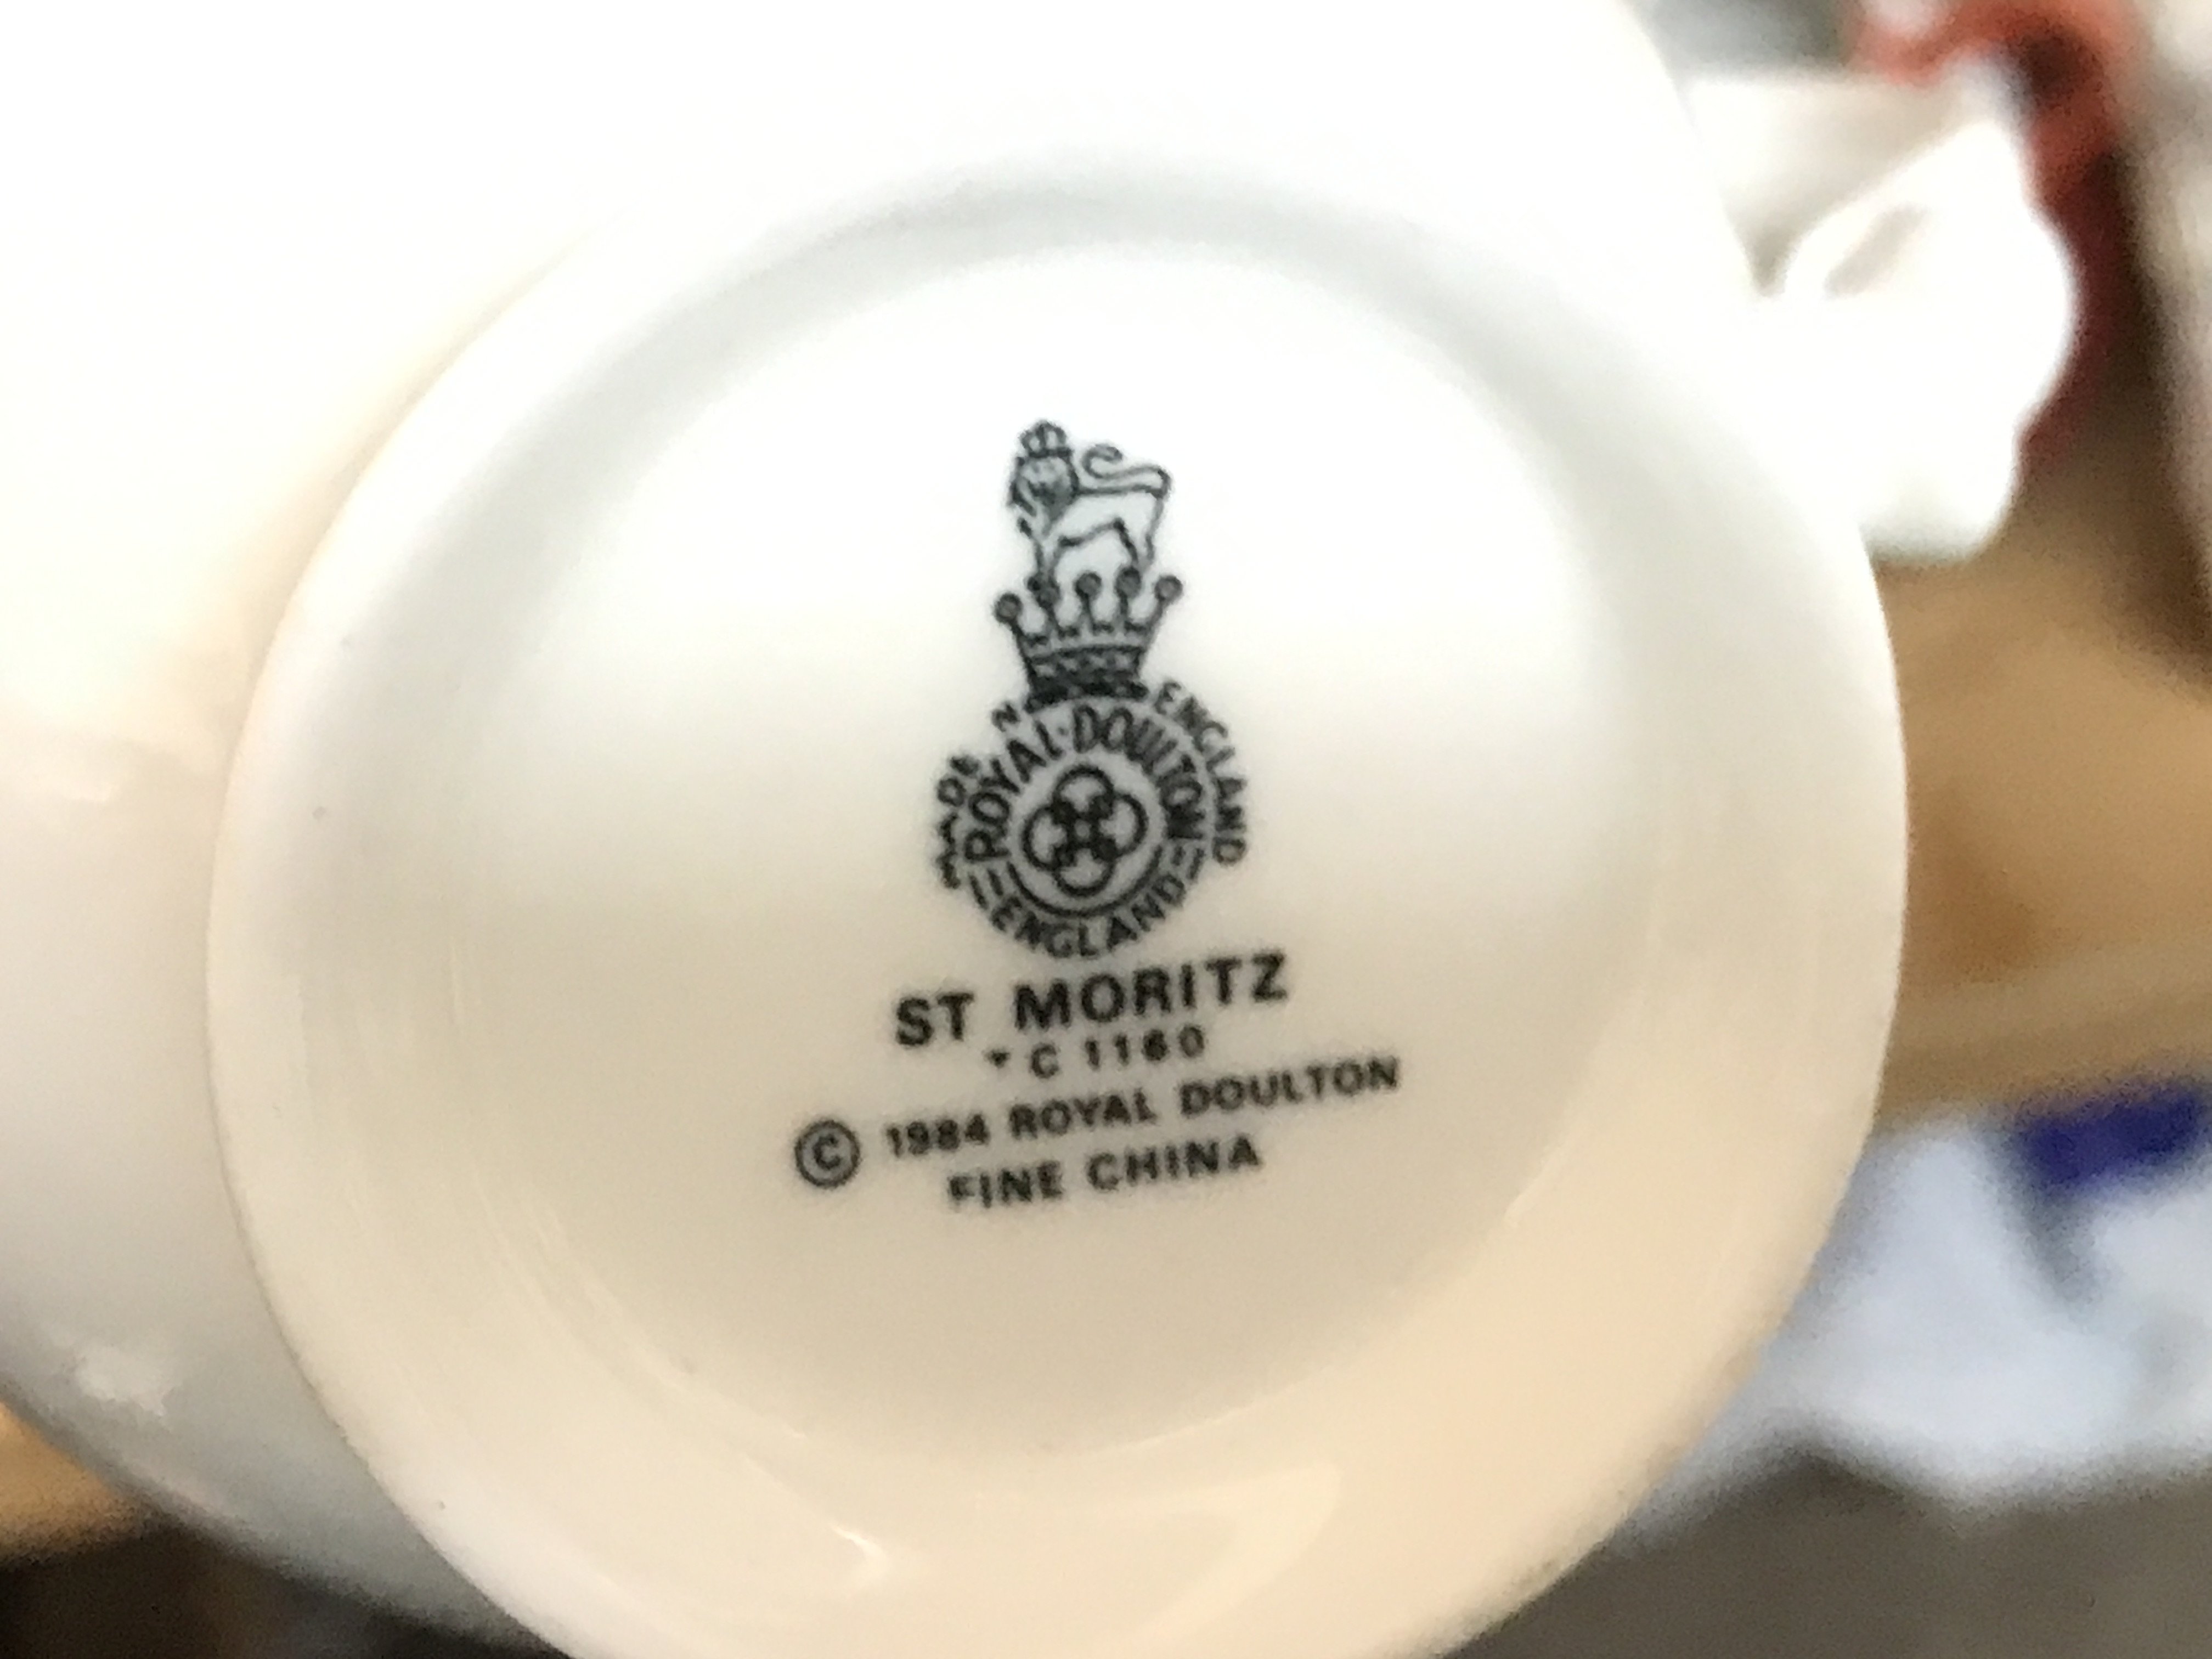 MADE IN ENGLAND
ROYAL·DOULTON
ENGLAND
ST MORITZ
C 1160
© 1984 ROYAL DOULTON
FINE CHINA